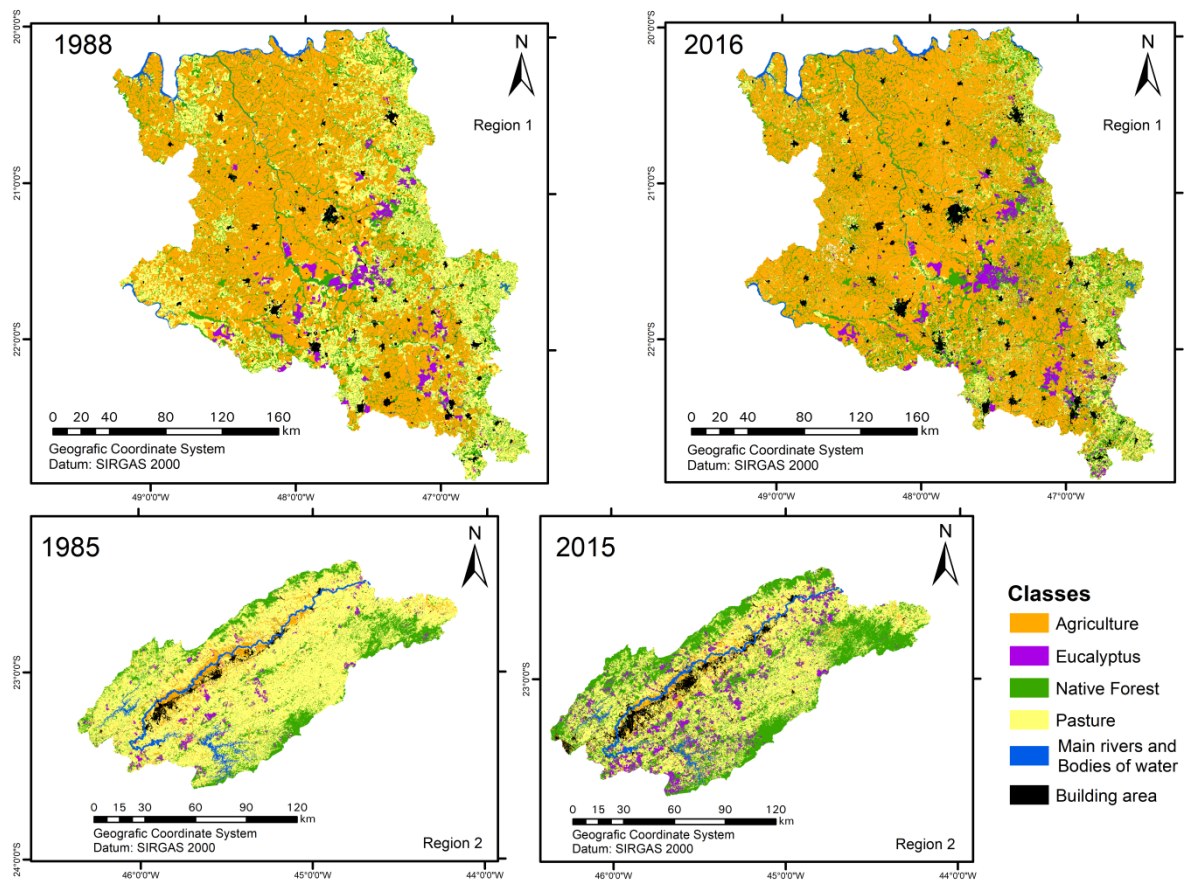 1988
N
Region 1
20°0'0"S
21°0'0"S
22°0'0"S
0 20 40 80 120 160
km
Geografic Coordinate System
Datum: SIRGAS 2000
49°0'0"W 48°0'0"W 47°0'0"W
2016
N
Region 1
20°0'0"S
21°0'0"S
22°0'0"S
0 20 40 80 120 160
km
Geografic Coordinate System
Datum: SIRGAS 2000
49°0'0"W 48°0'0"W 47°0'0"W
1985
N
23°0'0"S
24°0'0"S
0 15 30 60 90 120
km
Geografic Coordinate System
Datum: SIRGAS 2000
Region 2
46°0'0"W 45°0'0"W 44°0'0"W
2015
N
23°0'0"S
0 15 30 60 90 120
km
Geografic Coordinate System
Datum: SIRGAS 2000
Region 2
46°0'0"W 45°0'0"W 44°0'0"W
Classes
Agriculture
Eucalyptus
Native Forest
Pasture
Main rivers and
Bodies of water
Building area